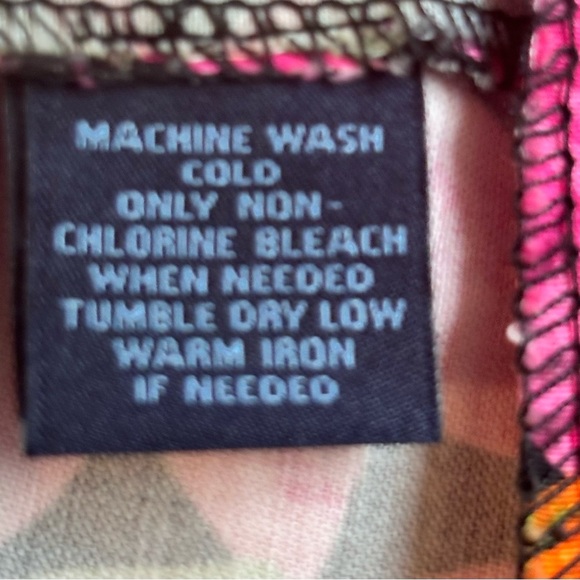 MACHINE WASH
COLD
ONLY NON-
CHLORINE BLEACH
WHEN NEEDED
TUMBLE DRY LOW
WARM IRON
IF NEEDED